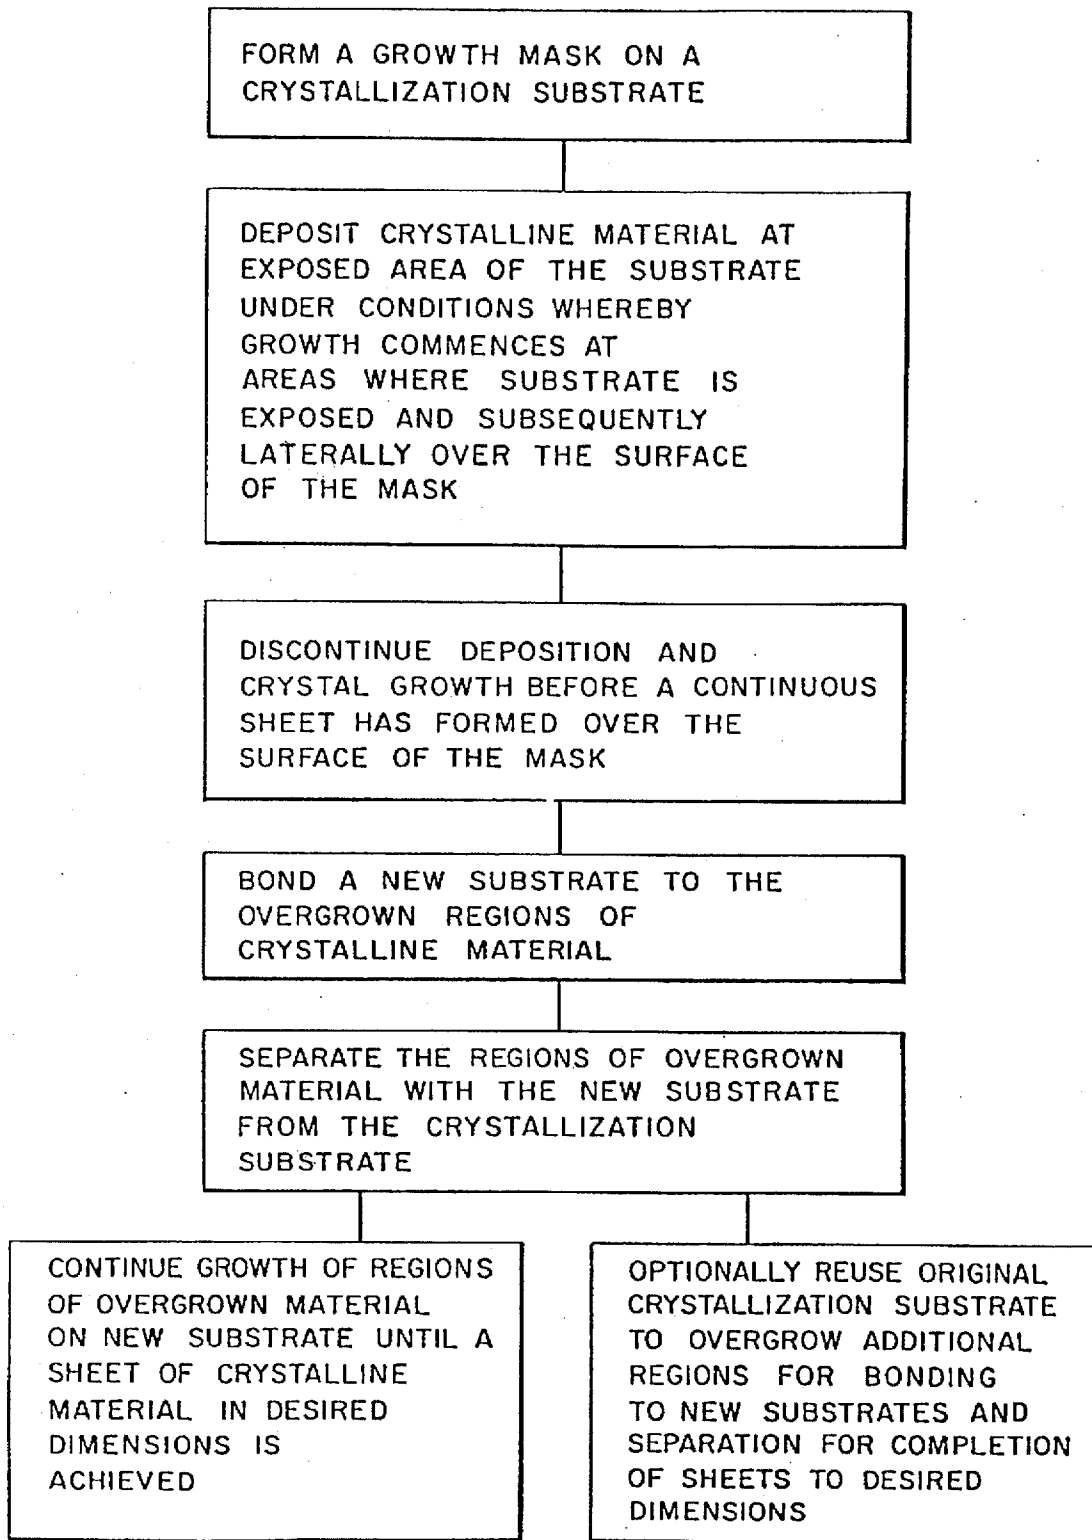 FORM A GROWTH MASK ON A
CRYSTALLIZATION SUBSTRATE
DEPOSIT CRYSTALLINE MATERIAL AT
EXPOSED AREA OF THE SUBSTRATE
UNDER CONDITIONS WHEREBY
GROWTH COMMENCES AT
AREAS WHERE SUBSTRATE IS
EXPOSED AND SUBSEQUENTLY
LATERALLY OVER THE SURFACE
OF THE MASK
DISCONTINUE DEPOSITION AND
CRYSTAL GROWTH BEFORE A CONTINUOUS
SHEET HAS FORMED OVER THE
SURFACE OF THE MASK
BOND A NEW SUBSTRATE TO THE
OVERGROWN REGIONS OF
CRYSTALLINE MATERIAL
SEPARATE THE REGIONS OF OVERGROWN
MATERIAL WITH THE NEW SUBSTRATE
FROM THE CRYSTALLIZATION
SUBSTRATE
CONTINUE GROWTH OF REGIONS
OF OVERGROWN MATERIAL
ON NEW SUBSTRATE UNTIL A
SHEET OF CRYSTALLINE
MATERIAL IN DESIRED
DIMENSIONS IS
ACHIEVED
OPTIONALLY REUSE ORIGINAL
CRYSTALLIZATION SUBSTRATE
TO OVERGROW ADDITIONAL
REGIONS FOR BONDING
TO NEW SUBSTRATES AND
SEPARATION FOR COMPLETION
OF SHEETS TO DESIRED
DIMENSIONS